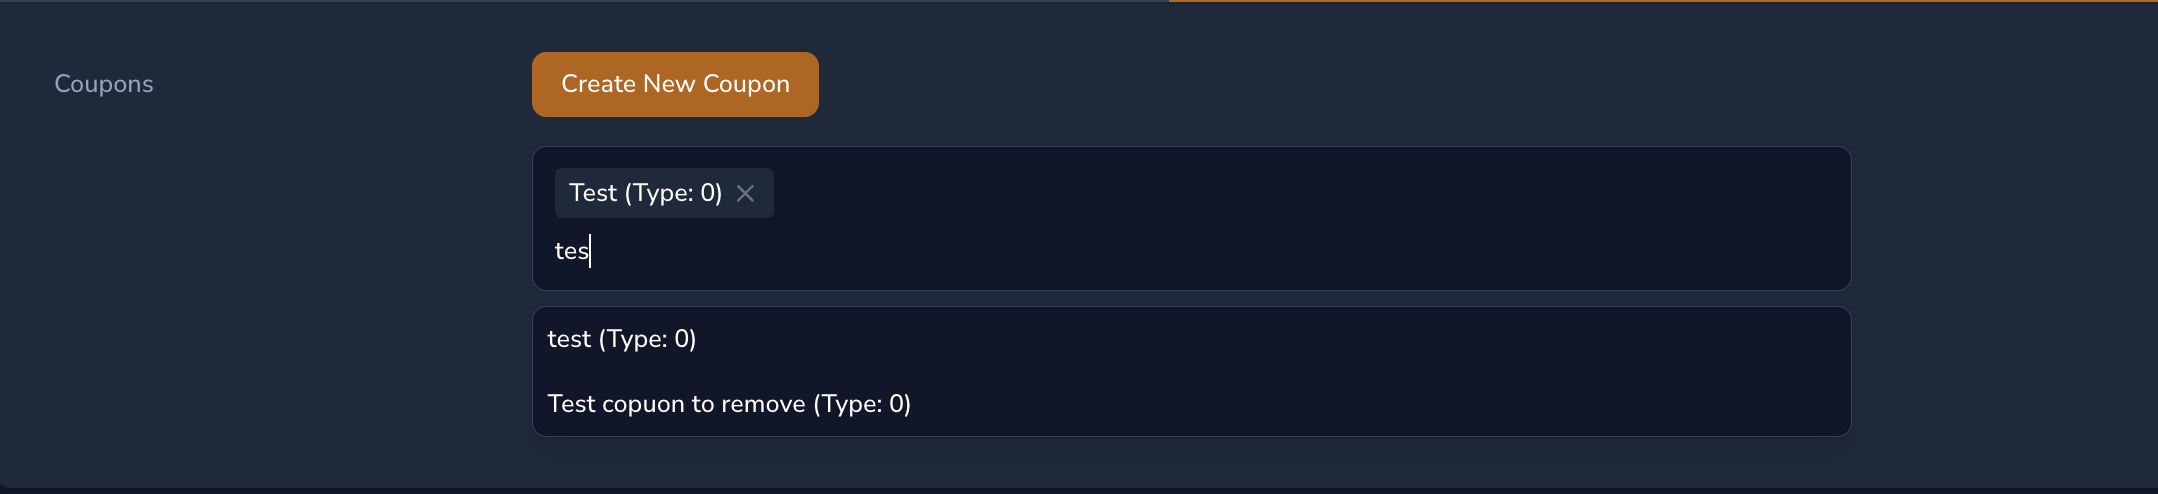 Coupons
Create New Coupon
Test (Type: 0)
tes
test (Type: 0)
Test copuon to remove (Type: 0)